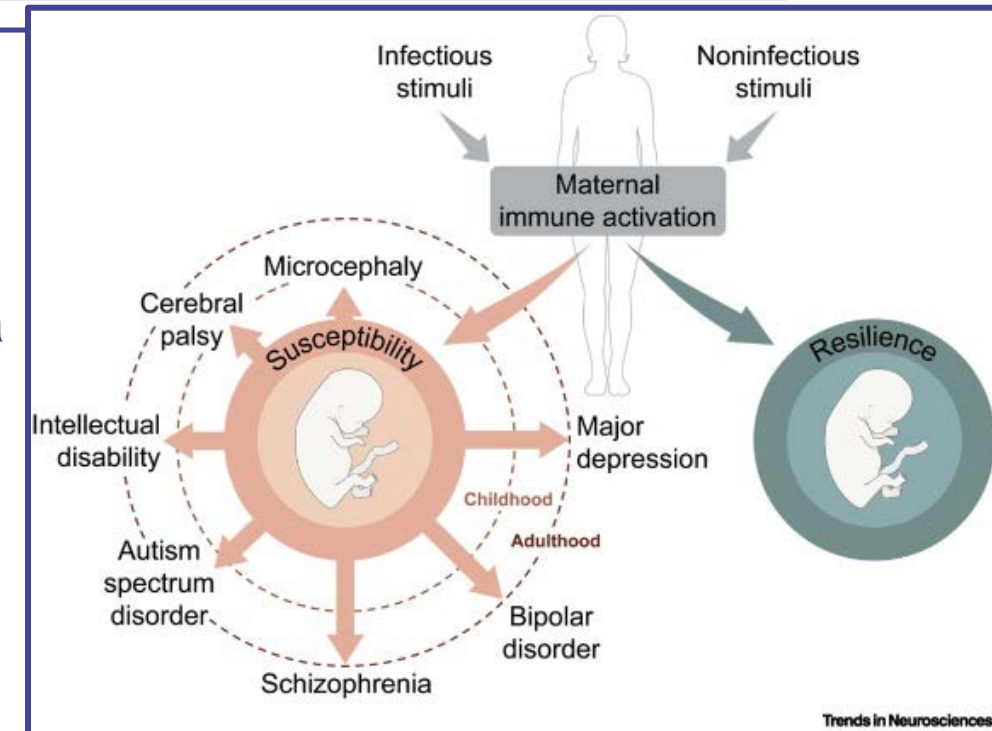 Infectious
stimuli
Noninfectious
stimuli
Maternal
immune activation
Microcephaly
Cerebral
palsy
Susceptibility
Resilience
Intellectual
disability
Major
depression
Childhood
Adulthood
Autism
spectrum
disorder
Bipolar
disorder
Schizophrenia
Trends in Neurosciences